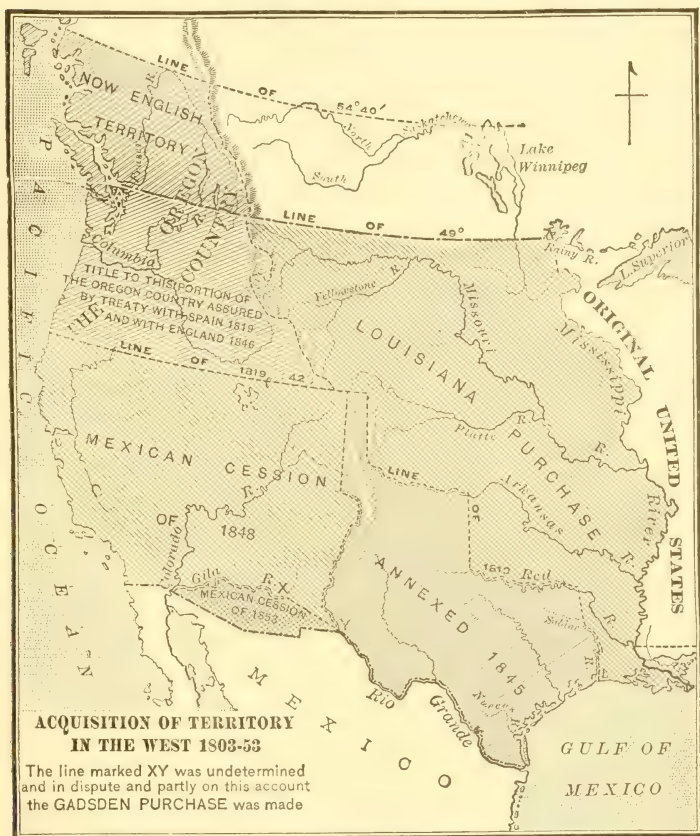 LINE OF 54°40'
NOW ENGLISH
TERRITORY
North Saskatchewan
South
Lake
Winnipeg
PACIFIC OCEAN
THE OREGON COUNTRY
LINE OF 49°
Rainy R.
L. Superior
Columbia R.
TITLE TO THIS PORTION OF
THE OREGON COUNTRY ASSURED
BY TREATY WITH SPAIN 1819
AND WITH ENGLAND 1846
Yellowstone R.
Missouri R.
Mississippi River
ORIGINAL UNITED STATES
LOUISIANA PURCHASE
LINE OF 1819 42
Platte R.
MEXICAN CESSION
OF 1848
Colorado R.
LINE OF 1819
Arkansas R.
Red R.
Gila R. X
MEXICAN CESSION
OF 1853
Y
ANNEXED 1845
Sabine R.
Nueces R.
Rio Grande
MEXICO
GULF OF
MEXICO
ACQUISITION OF TERRITORY
IN THE WEST 1803-53
The line marked XY was undetermined
and in dispute and partly on this account
the GADSDEN PURCHASE was made